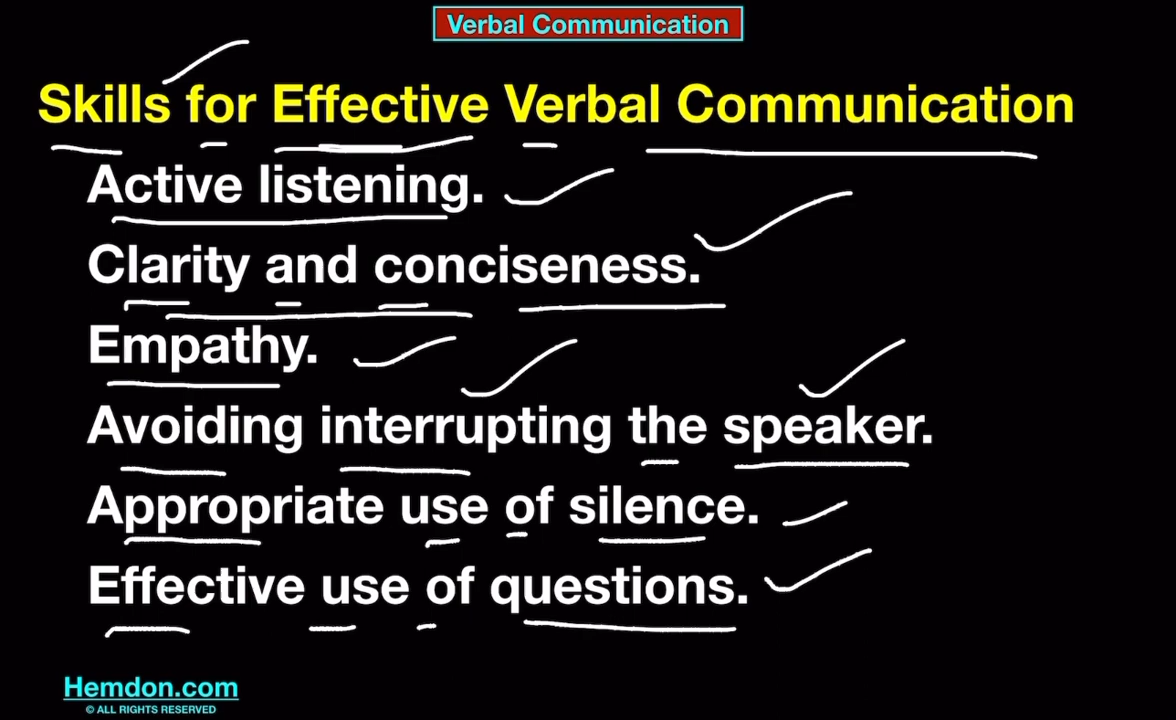 Verbal Communication
Skills for Effective Verbal Communication
Active listening.
Clarity and conciseness.
Empathy.
Avoiding interrupting the speaker.
Appropriate use of silence.
Effective use of questions.
Hemdon.com
© ALL RIGHTS RESERVED